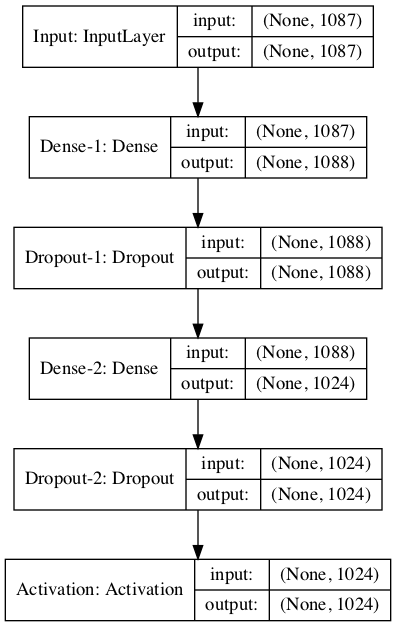 Input: InputLayer input: (None, 1087)
output: (None, 1087)
Dense-1: Dense input: (None, 1087)
output: (None, 1088)
Dropout-1: Dropout input: (None, 1088)
output: (None, 1088)
Dense-2: Dense input: (None, 1088)
output: (None, 1024)
Dropout-2: Dropout input: (None, 1024)
output: (None, 1024)
Activation: Activation input: (None, 1024)
output: (None, 1024)